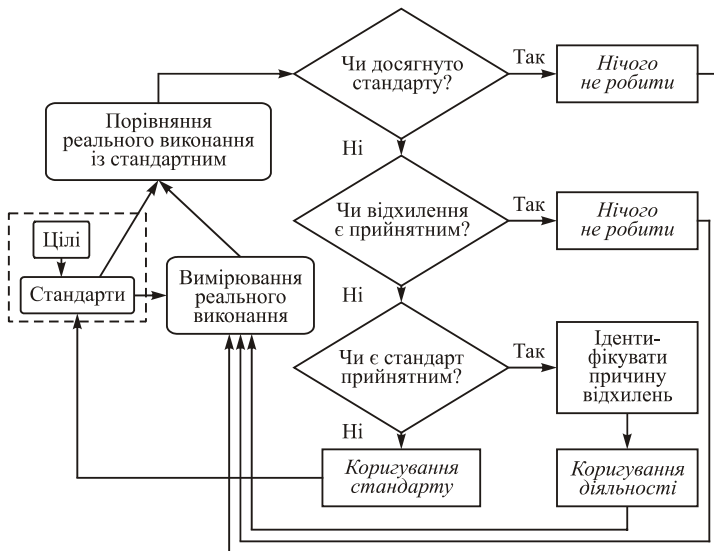 Чи досягнуто
стандарту?
Так
Нічого
не робити
Порівняння
реального виконання
із стандартним
Ні
Чи відхилення
є прийнятним?
Так
Нічого
не робити
Цілі
Стандарти
Вимірювання
реального
виконання
Ні
Чи є стандарт
прийнятним?
Так
Іденти-
фікувати
причину
відхилень
Ні
Коригування
стандарту
Коригування
діяльності